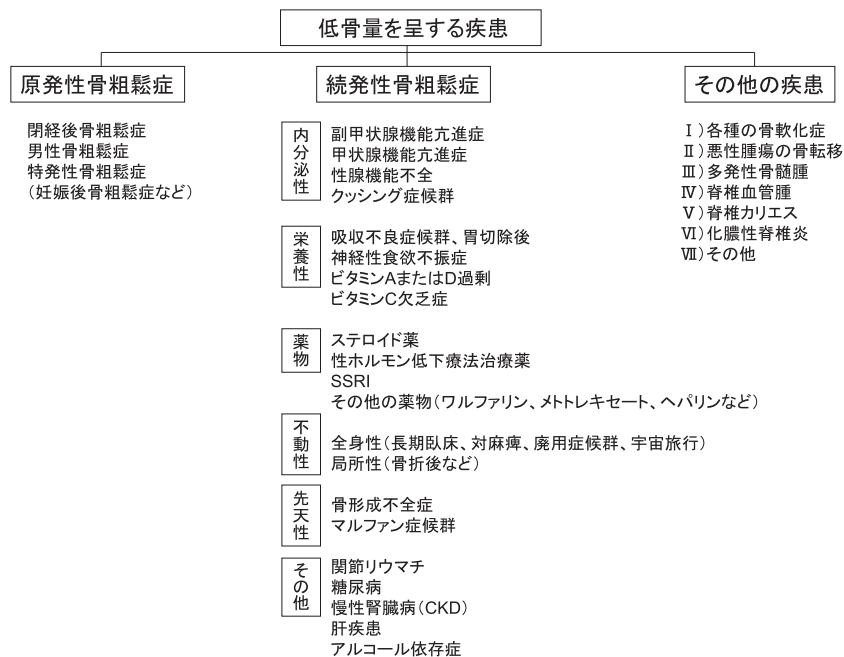 低骨量を呈する疾患
原発性骨粗鬆症
閉経後骨粗鬆症
男性骨粗鬆症
特発性骨粗鬆症
(妊娠後骨粗鬆症など)
続発性骨粗鬆症
内分泌性
副甲状腺機能亢進症
甲状腺機能亢進症
性腺機能不全
クッシング症候群
栄養性
吸収不良症候群、胃切除後
神経性食欲不振症
ビタミンAまたはD過剰
ビタミンC欠乏症
薬物
ステロイド薬
性ホルモン低下療法治療薬
SSRI
その他の薬物(ワルファリン、メトトレキセート、ヘパリンなど)
不動性
全身性(長期臥床、対麻痺、廃用症候群、宇宙旅行)
局所性(骨折後など)
先天性
骨形成不全症
マルファン症候群
その他
関節リウマチ
糖尿病
慢性腎臓病(CKD)
肝疾患
アルコール依存症
その他の疾患
Ⅰ)各種の骨軟化症
Ⅱ)悪性腫瘍の骨転移
Ⅲ)多発性骨髄腫
Ⅳ)脊椎血管腫
Ⅴ)脊椎カリエス
Ⅵ)化膿性脊椎炎
Ⅶ)その他